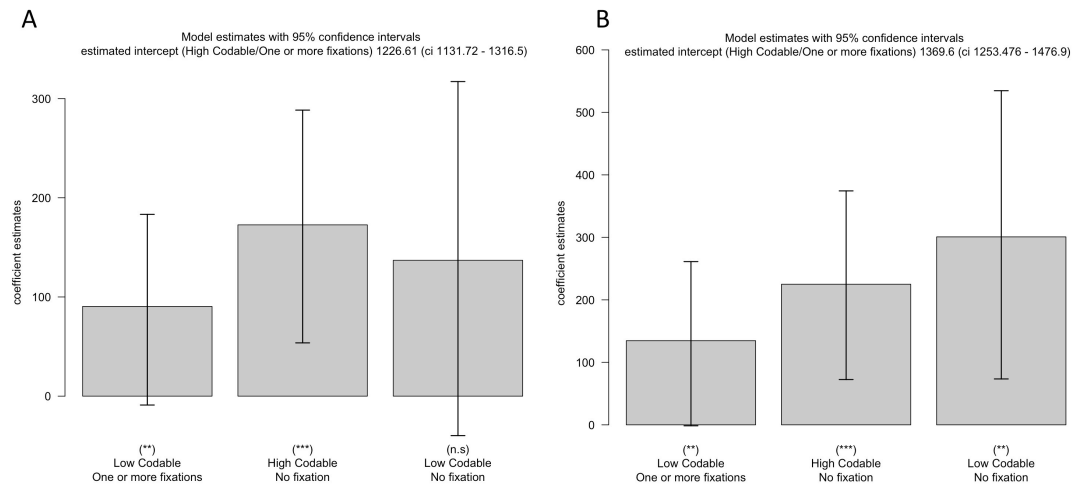 A
Model estimates with 95% confidence intervals
estimated intercept (High Codable/One or more fixations) 1226.61 (ci 1131.72 - 1316.5)
300
200
100
0
coefficient estimates
(**)
Low Codable
One or more fixations
(***)
High Codable
No fixation
(n.s)
Low Codable
No fixation
B
Model estimates with 95% confidence intervals
estimated intercept (High Codable/One or more fixations) 1369.6 (ci 1253.476 - 1476.9)
600
500
400
300
200
100
0
coefficient estimates
(**)
Low Codable
One or more fixations
(***)
High Codable
No fixation
(**)
Low Codable
No fixation